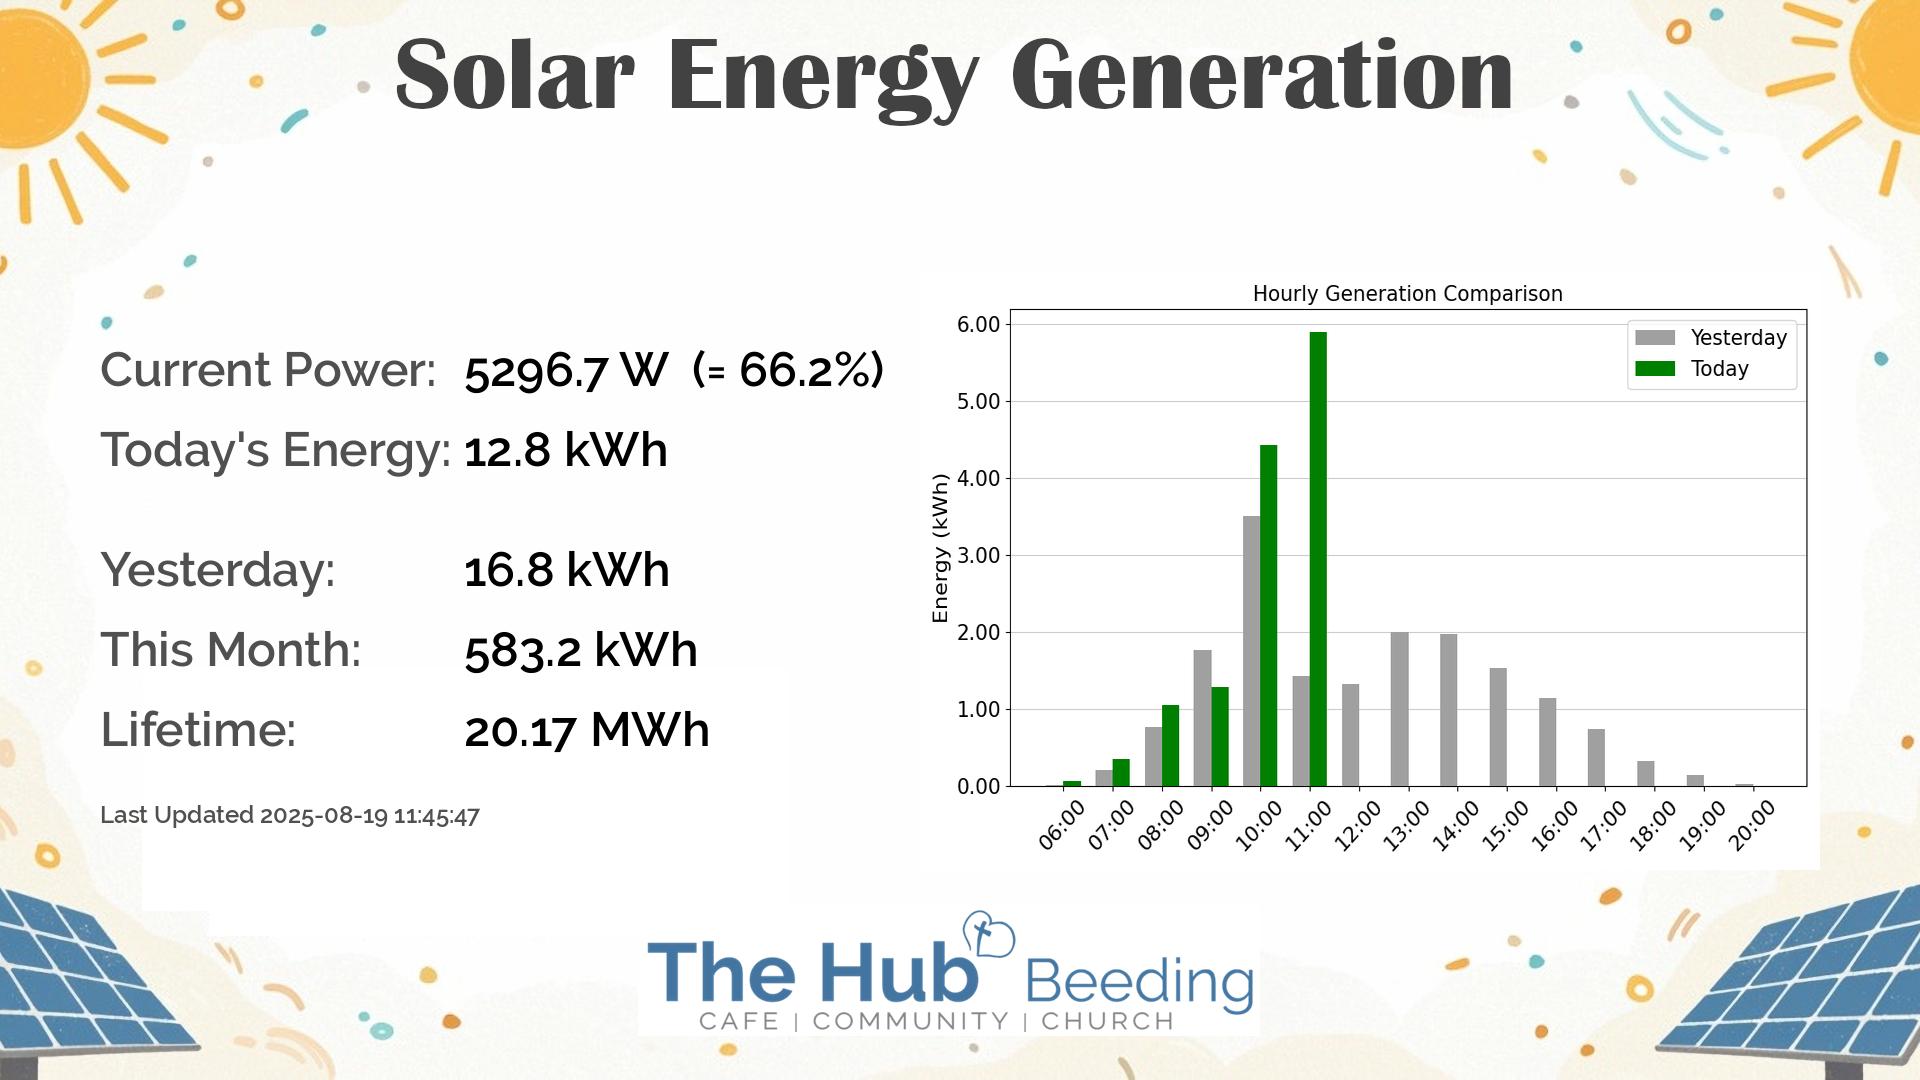 Solar Energy Generation
Current Power: 5296.7 W (= 66.2%)
Today's Energy: 12.8 kWh
Yesterday: 16.8 kWh
This Month: 583.2 kWh
Lifetime: 20.17 MWh
Last Updated 2025-08-19 11:45:47
Hourly Generation Comparison
Yesterday
Today
Energy (kWh)
6.00
5.00
4.00
3.00
2.00
1.00
0.00
06:00 07:00 08:00 09:00 10:00 11:00 12:00 13:00 14:00 15:00 16:00 17:00 18:00 19:00 20:00
The Hub Beeding
CAFE | COMMUNITY | CHURCH